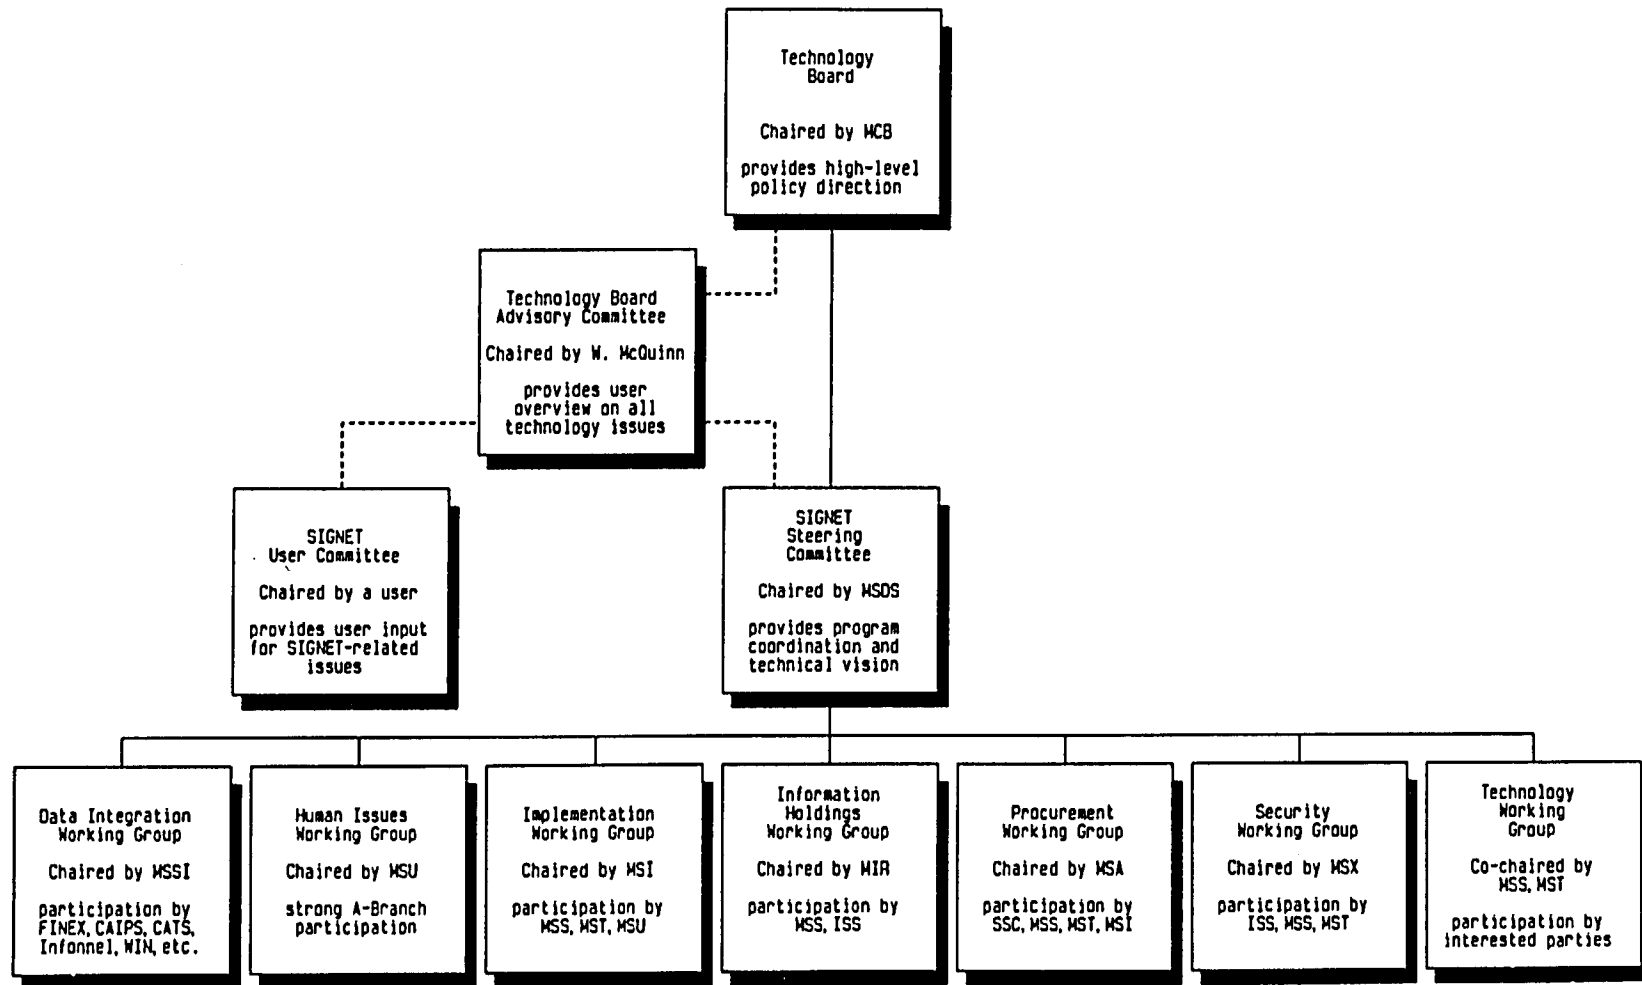 Technology
Board
Chaired by MCB
provides high-level
policy direction
Technology Board
Advisory Committee
Chaired by W. McQuinn
provides user
overview on all
technology issues
SIGNET
User Committee
Chaired by a user
provides user input
for SIGNET-related
issues
SIGNET
Steering
Committee
Chaired by MSDS
provides program
coordination and
technical vision
Data Integration
Working Group
Chaired by MSSI
participation by
FINEX, CAIPS, CATS,
Infonnel, WIN, etc.
Human Issues
Working Group
Chaired by MSU
strong A-Branch
participation
Implementation
Working Group
Chaired by MSI
participation by
MSS, MST, MSU
Information
Holdings
Working Group
Chaired by MIR
participation by
MSS, ISS
Procurement
Working Group
Chaired by MSA
participation by
SSC, MSS, MST, MSI
Security
Working Group
Chaired by MSX
participation by
ISS, MSS, MST
Technology
Working
Group
Co-chaired by
MSS, MST
participation by
interested parties